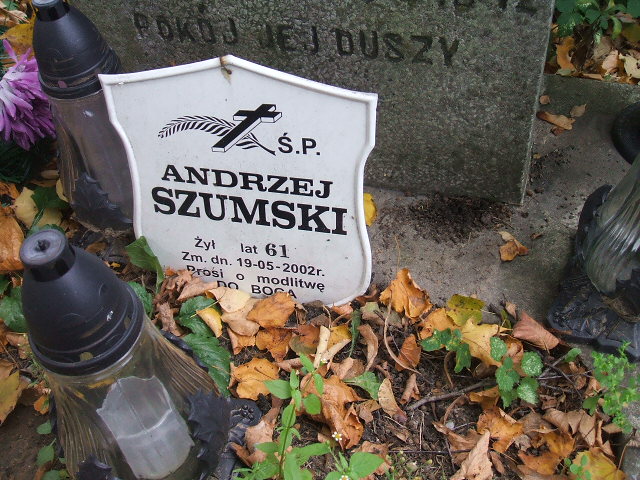 POKÓJ JEJ DUSZY
Ś.P.
ANDRZEJ
SZUMSKI
Żył lat 61
Zm. dn. 19-05-2002r.
Prosi o modlitwę
DO BOGA